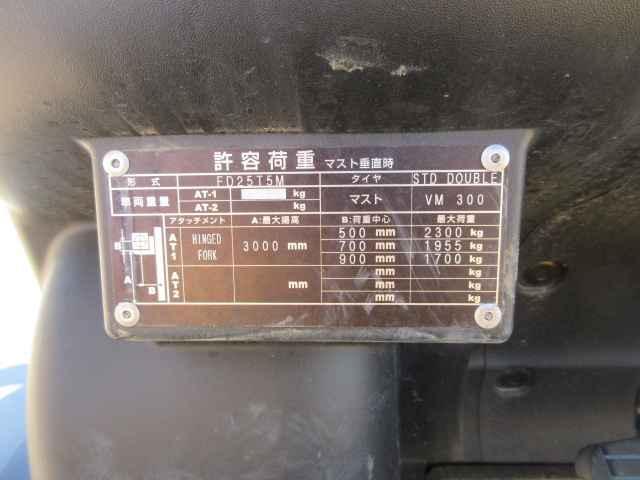 許容荷重 マスト垂直時
形式 FD25T5M タイヤ STD DOUBLE
車両重量 AT-1 kg マスト VM 300
AT-2 kg
アタッチメント A:最大揚高 B:荷重中心 最大荷重
AT1 HINGED FORK 3000 mm 500 mm 2300 kg
700 mm 1955 kg
900 mm 1700 kg
AT2 mm mm kg
mm kg
mm kg
B
A
B